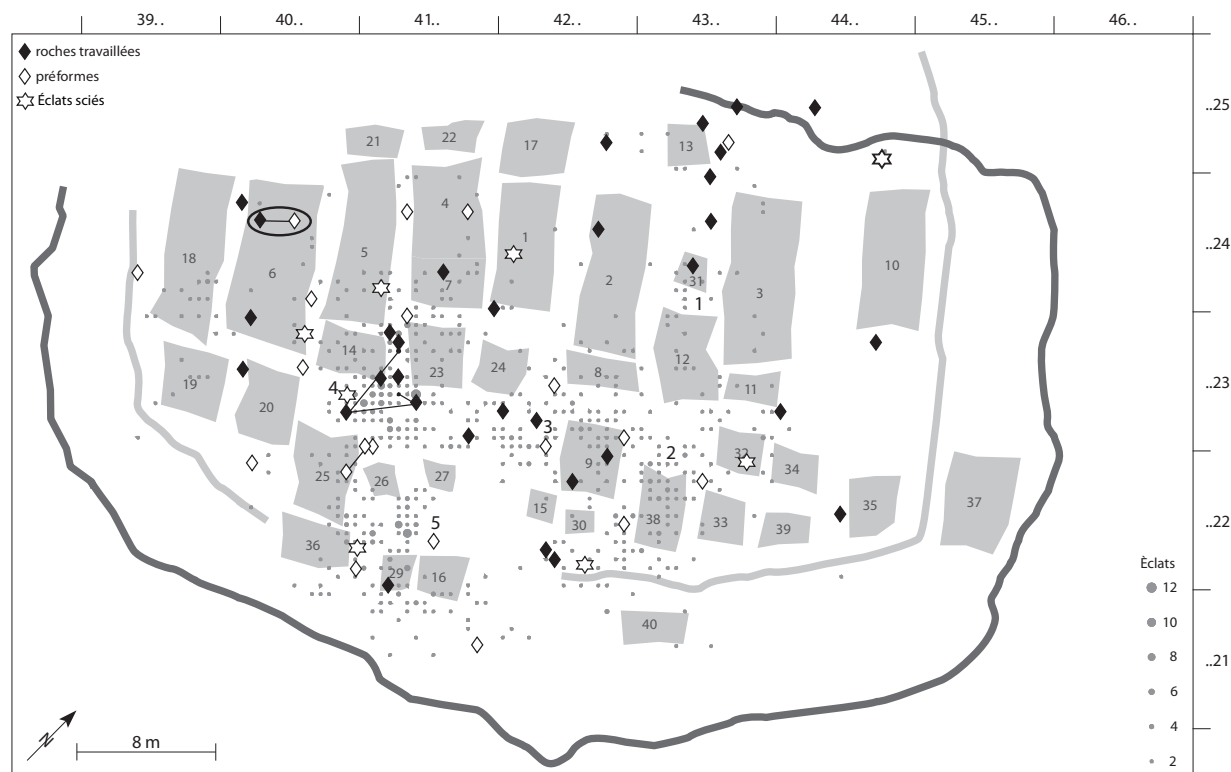 39.. 40.. 41.. 42.. 43.. 44.. 45.. 46..
roches travaillées
préformes
Éclats sciés
..25
21 22 17 13
4
18 6 5 1 2 10
..24
7 31 3
1
14 12
19 20 23 24 8 11
..23
4
3 2
25 26 27 9 32 34
15 30 38 33 39 35 37
5
..22
36 29 16
40
Èclats
12
10
8
..21
6
4
2
N
8 m